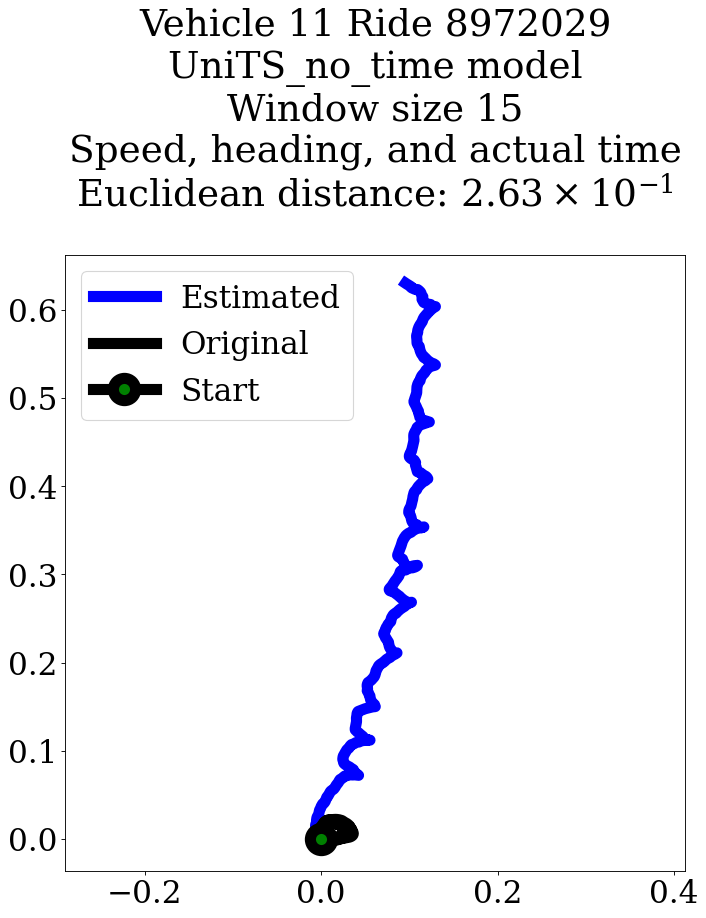 Vehicle 11 Ride 8972029
UniTS_no_time model
Window size 15
Speed, heading, and actual time
Euclidean distance: 2.63 × 10⁻¹
Estimated
Original
Start
0.6
0.5
0.4
0.3
0.2
0.1
0.0
−0.2 0.0 0.2 0.4